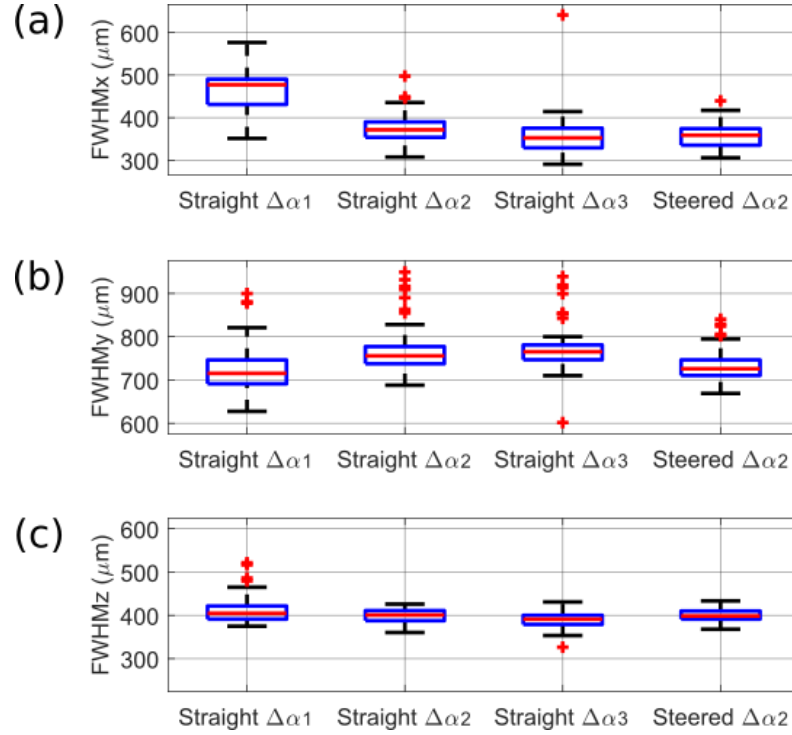 (a)
FWHMx (μm)
600
500
400
300
Straight Δα1 Straight Δα2 Straight Δα3 Steered Δα2
(b)
FWHMy (μm)
900
800
700
600
Straight Δα1 Straight Δα2 Straight Δα3 Steered Δα2
(c)
FWHMz (μm)
600
500
400
300
Straight Δα1 Straight Δα2 Straight Δα3 Steered Δα2